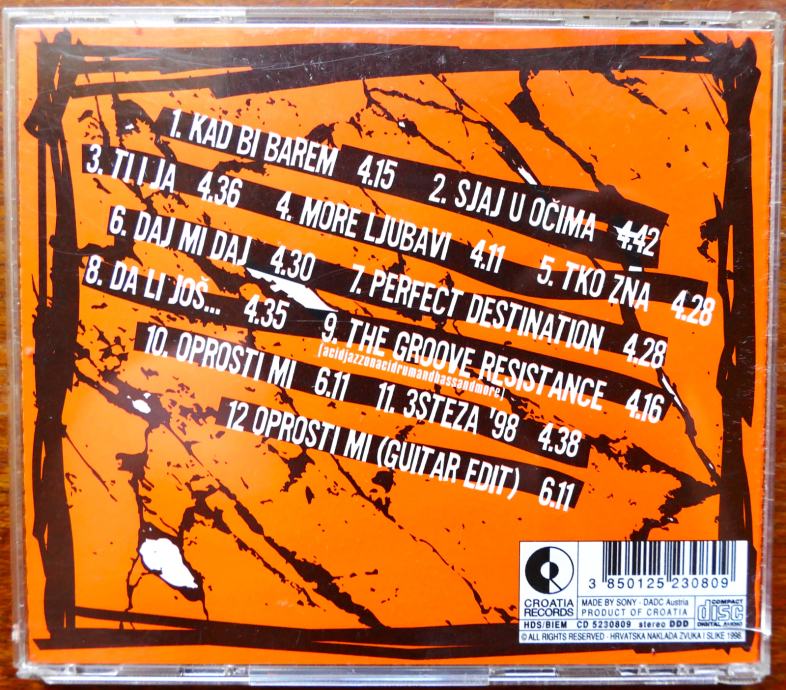 1. KAD BI BAREM 4.15
2. SJAJ U OČIMA 4.42
3. TI I JA 4.36
4. MORE LJUBAVI 4.11
5. TKO ZNA 4.28
6. DAJ MI DAJ 4.30
7. PERFECT DESTINATION 4.28
8. DA LI JOŠ... 4.35
9. THE GROOVE RESISTANCE 4.16
(acidjazzonacidrumandbassandmore)
10. OPROSTI MI 6.11
11. 3STEZA '98 4.38
12 OPROSTI MI (GUITAR EDIT) 6.11
CROATIA
RECORDS
3 850125 230809
MADE BY SONY - DADC Austria
PRODUCT OF CROATIA
COMPACT
disc
DIGITAL AUDIO
HDS/BIEM CD 5230809 stereo DDD
© ALL RIGHTS RESERVED - HRVATSKA NAKLADA ZVUKA I SLIKE 1998